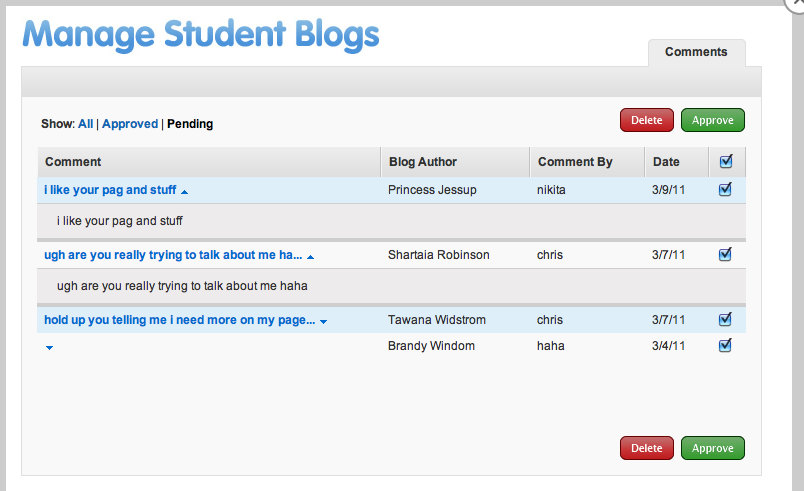 Manage Student Blogs
Comments
Show: All | Approved | Pending
Delete Approve
Comment Blog Author Comment By Date
i like your pag and stuff Princess Jessup nikita 3/9/11
i like your pag and stuff
ugh are you really trying to talk about me ha... Shartaia Robinson chris 3/7/11
ugh are you really trying to talk about me haha
hold up you telling me i need more on my page... Tawana Widstrom chris 3/7/11
Brandy Windom haha 3/4/11
Delete Approve